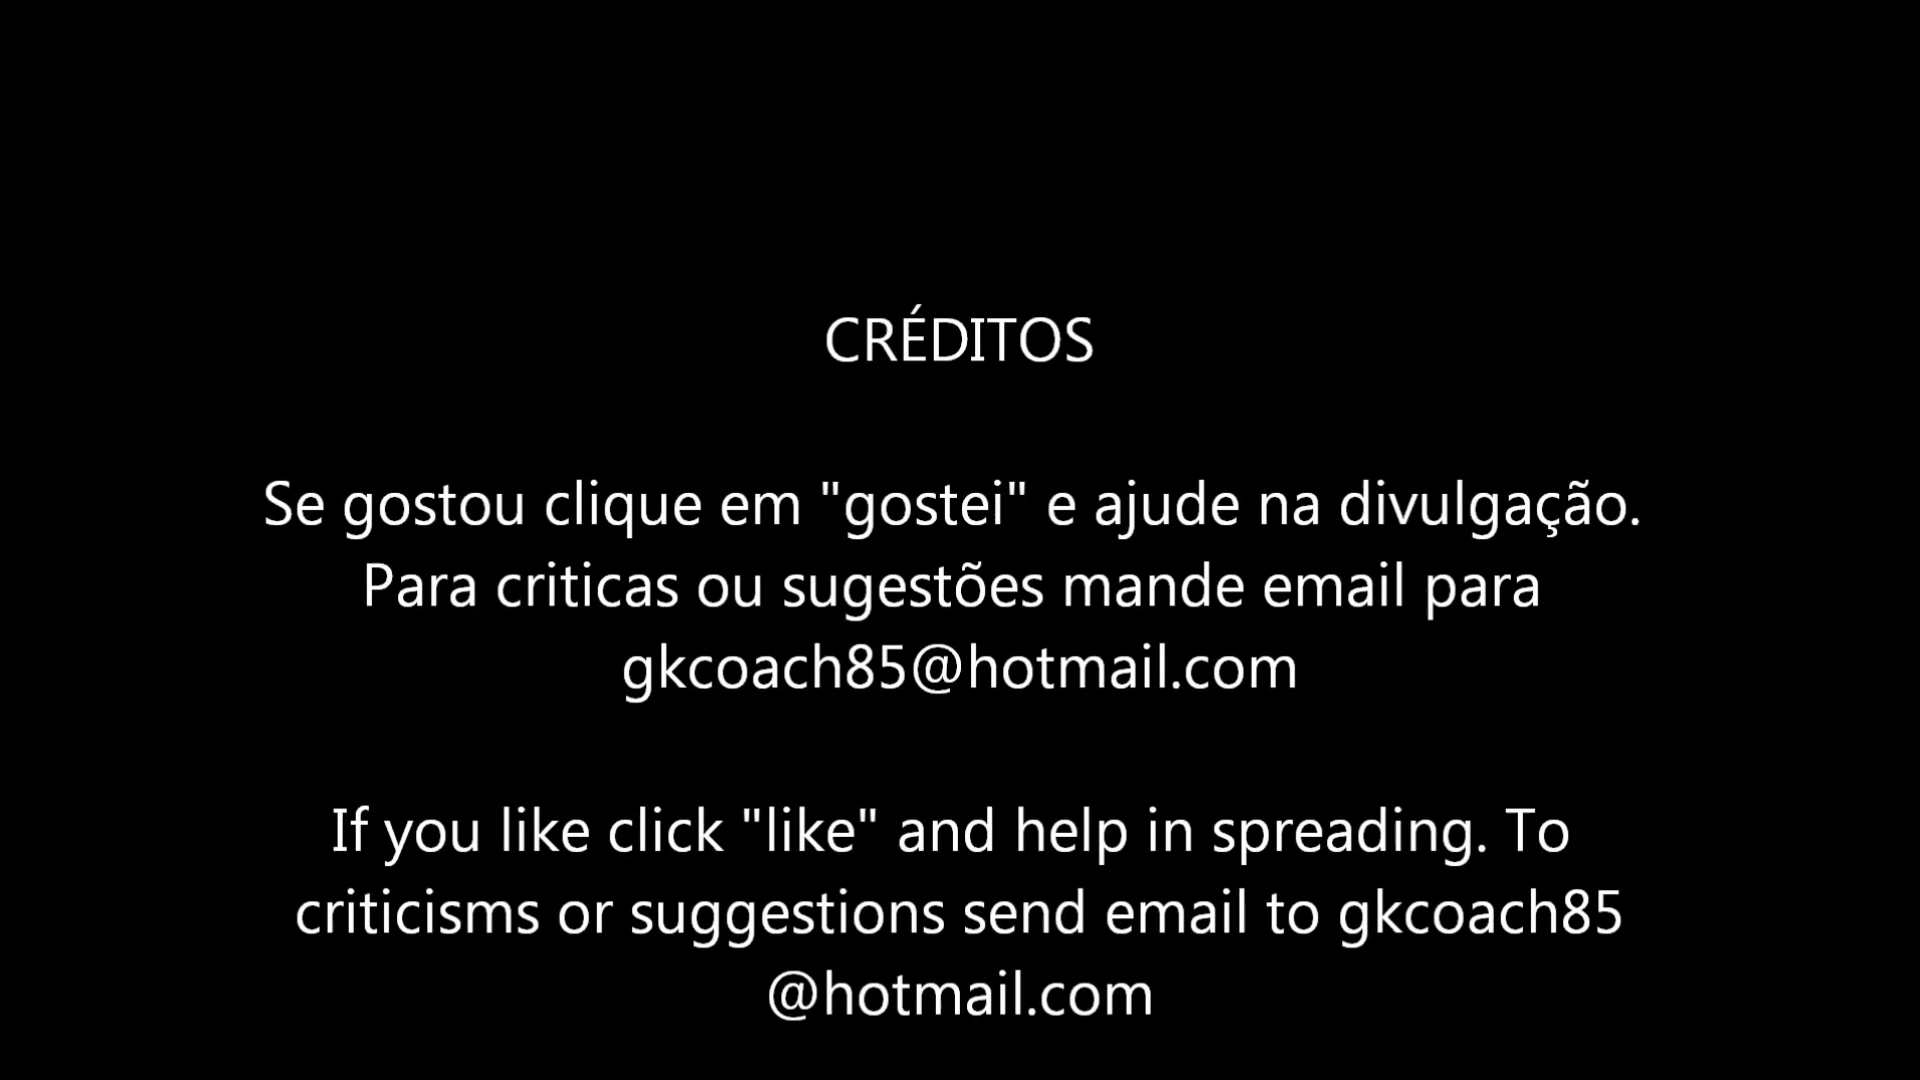 CRÉDITOS
Se gostou clique em "gostei" e ajude na divulgação.
Para criticas ou sugestões mande email para
gkcoach85@hotmail.com
If you like click "like" and help in spreading. To
criticisms or suggestions send email to gkcoach85
@hotmail.com